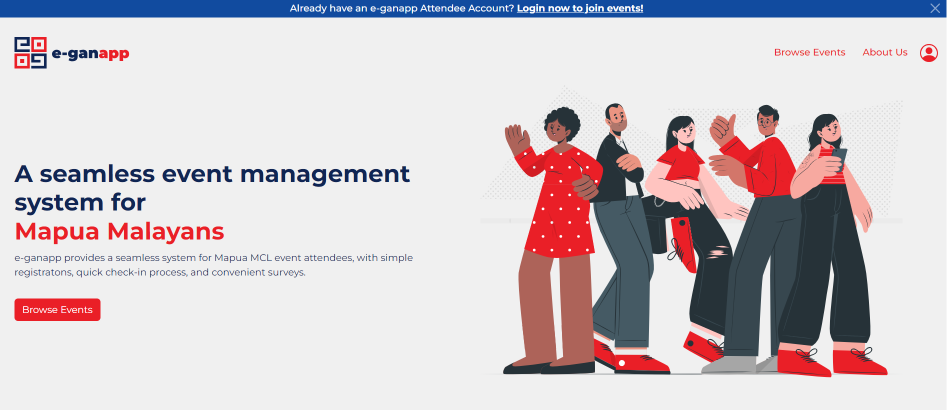 Already have an e-ganapp Attendee Account? Login now to join events!
e-ganapp
Browse Events
About Us
A seamless event management
system for
Mapua Malayans
e-ganapp provides a seamless system for Mapua MCL event attendees, with simple
registratons, quick check-in process, and convenient surveys.
Browse Events